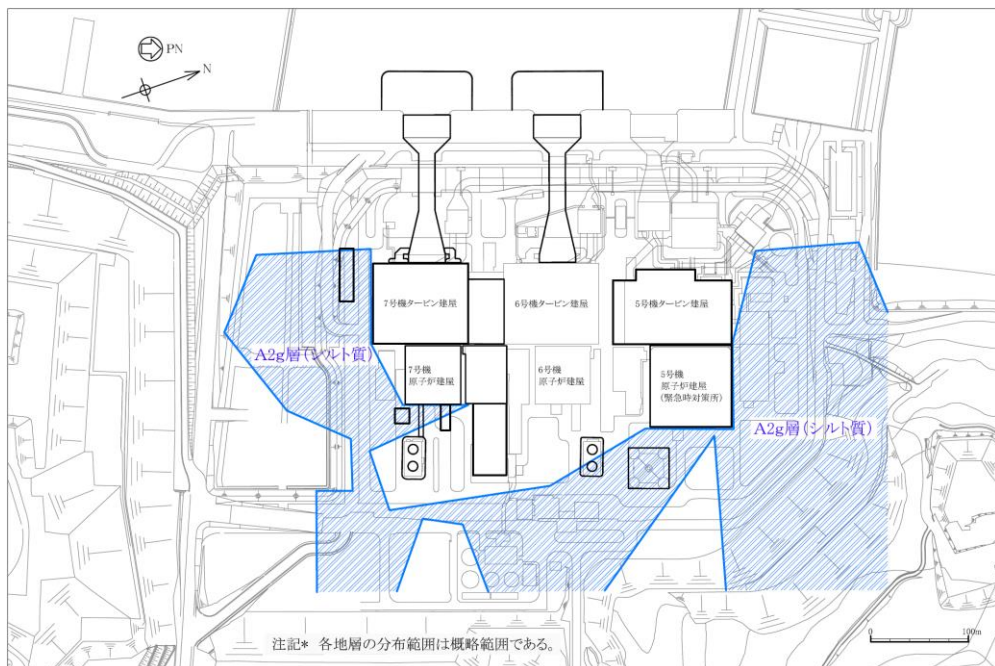 PN
N
7号機タービン建屋
6号機タービン建屋
5号機タービン建屋
A2g層(シルト質)
7号機
原子炉建屋
6号機
原子炉建屋
5号機
原子炉建屋
(緊急時対策所)
A2g層(シルト質)
注記* 各地層の分布範囲は概略範囲である。
0
100m